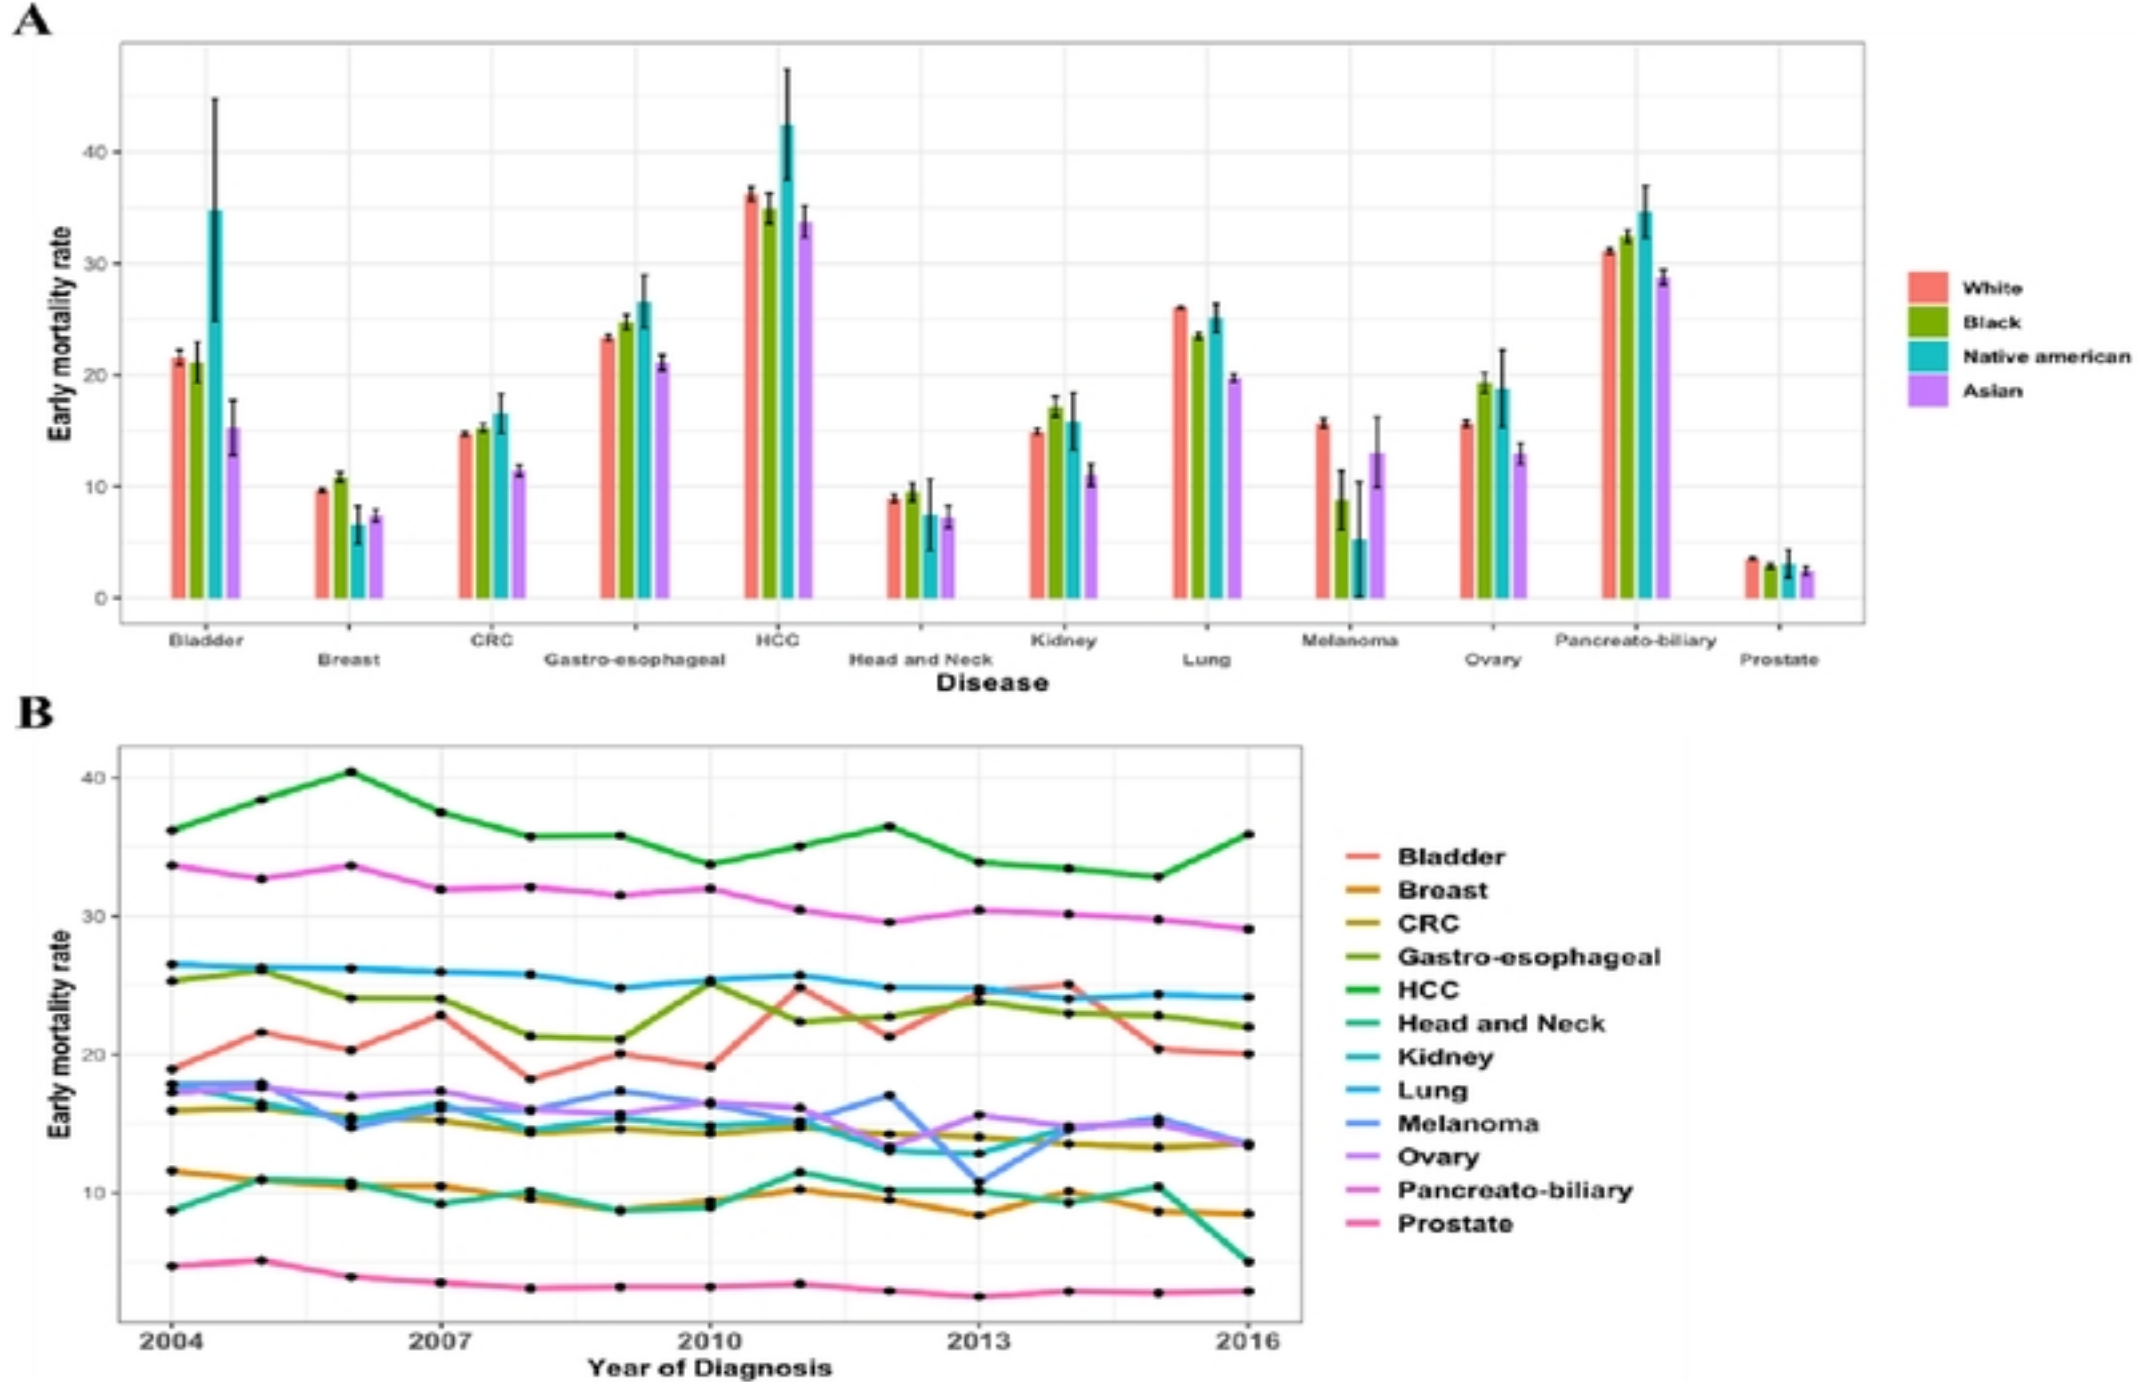 A
Early mortality rate
40
30
20
10
0
Bladder
Breast
CRC
Gastro-esophageal
HCC
Head and Neck
Kidney
Lung
Melanoma
Ovary
Pancreato-biliary
Prostate
Disease
White
Black
Native american
Asian
B
Early mortality rate
40
30
20
10
2004
2007
2010
2013
2016
Year of Diagnosis
Bladder
Breast
CRC
Gastro-esophageal
HCC
Head and Neck
Kidney
Lung
Melanoma
Ovary
Pancreato-biliary
Prostate